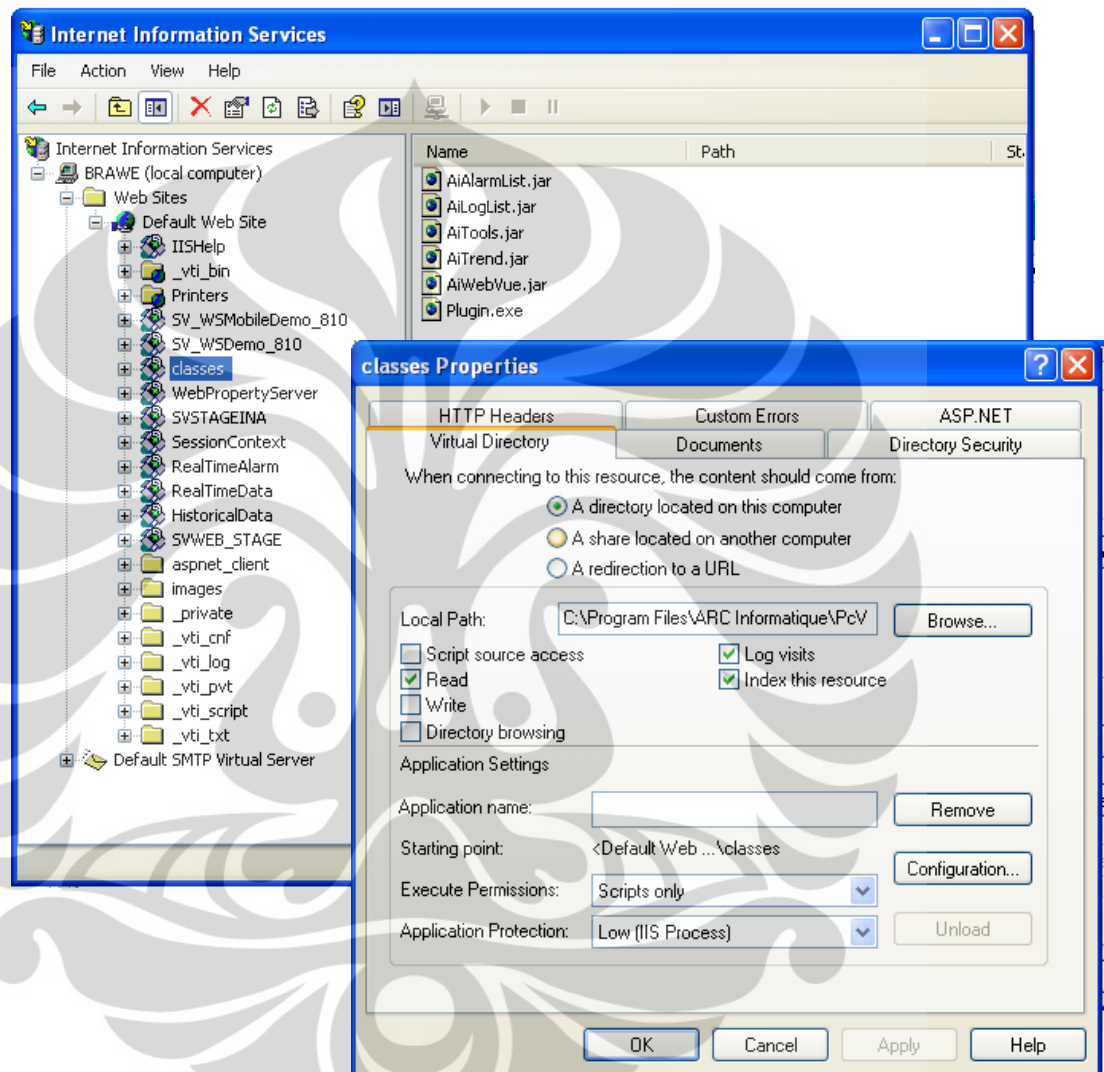 Internet Information Services
File Action View Help
Internet Information Services
BRAWE (local computer)
Web Sites
Default Web Site
IISHelp
_vti_bin
Printers
SV_WSMobileDemo_810
SV_WSDemo_810
classes
WebPropertyServer
SVSTAGEINA
SessionContext
RealTimeAlarm
RealTimeData
HistoricalData
SVWEB_STAGE
aspnet_client
images
_private
_vti_cnf
_vti_log
_vti_pvt
_vti_script
_vti_txt
Default SMTP Virtual Server
Name Path St
AiAlarmList.jar
AiLogList.jar
AiTools.jar
AiTrend.jar
AiWebVue.jar
Plugin.exe
classes Properties
HTTP Headers Custom Errors ASP.NET
Virtual Directory Documents Directory Security
When connecting to this resource, the content should come from:
A directory located on this computer
A share located on another computer
A redirection to a URL
Local Path: C:\Program Files\ARC Informatique\PcV Browse...
Script source access Log visits
Read Index this resource
Write
Directory browsing
Application Settings
Application name: Remove
Starting point: <Default Web ...\classes
Configuration...
Execute Permissions: Scripts only
Application Protection: Low (IIS Process) Unload
OK Cancel Apply Help